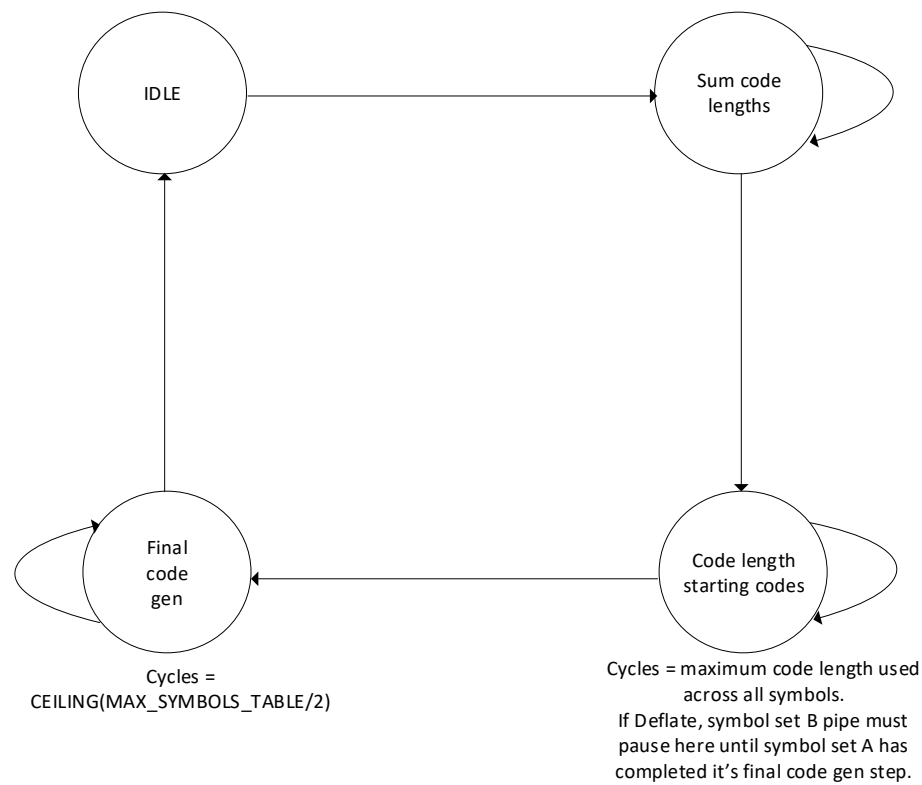 IDLE
Sum code
lengths
Final
code
gen
Code length
starting codes
Cycles =
CEILING(MAX_SYMBOLS_TABLE/2)
Cycles = maximum code length used
across all symbols.
If Deflate, symbol set B pipe must
pause here until symbol set A has
completed it’s final code gen step.